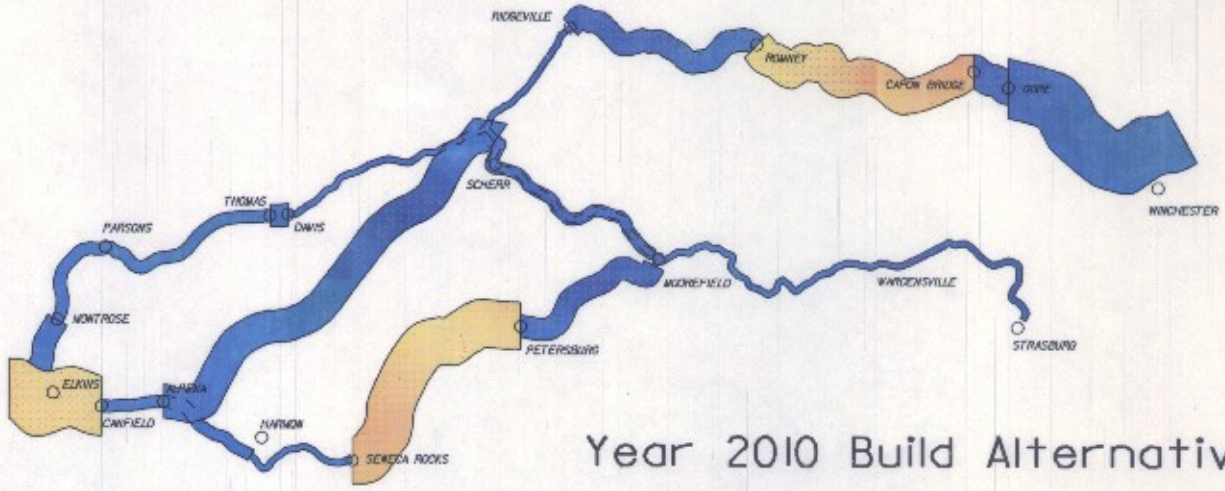 RIDGEVILLE
ROMNEY
CAPON BRIDGE
GORE
WINCHESTER
SCHERR
THOMAS
DAVIS
PARSONS
MOOREFIELD
WARDENSVILLE
MONTROSE
PETERSBURG
STRASBURG
ELKINS
ALPENA
CANFIELD
HARMON
SENECA ROCKS
Year 2010 Build Alternativ